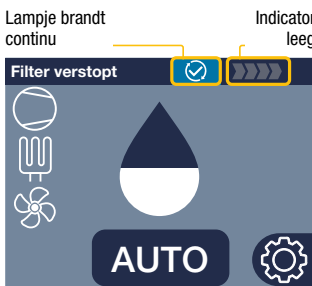 Lampje brandt
continu
Indicator
leeg
Filter verstopt
AUTO